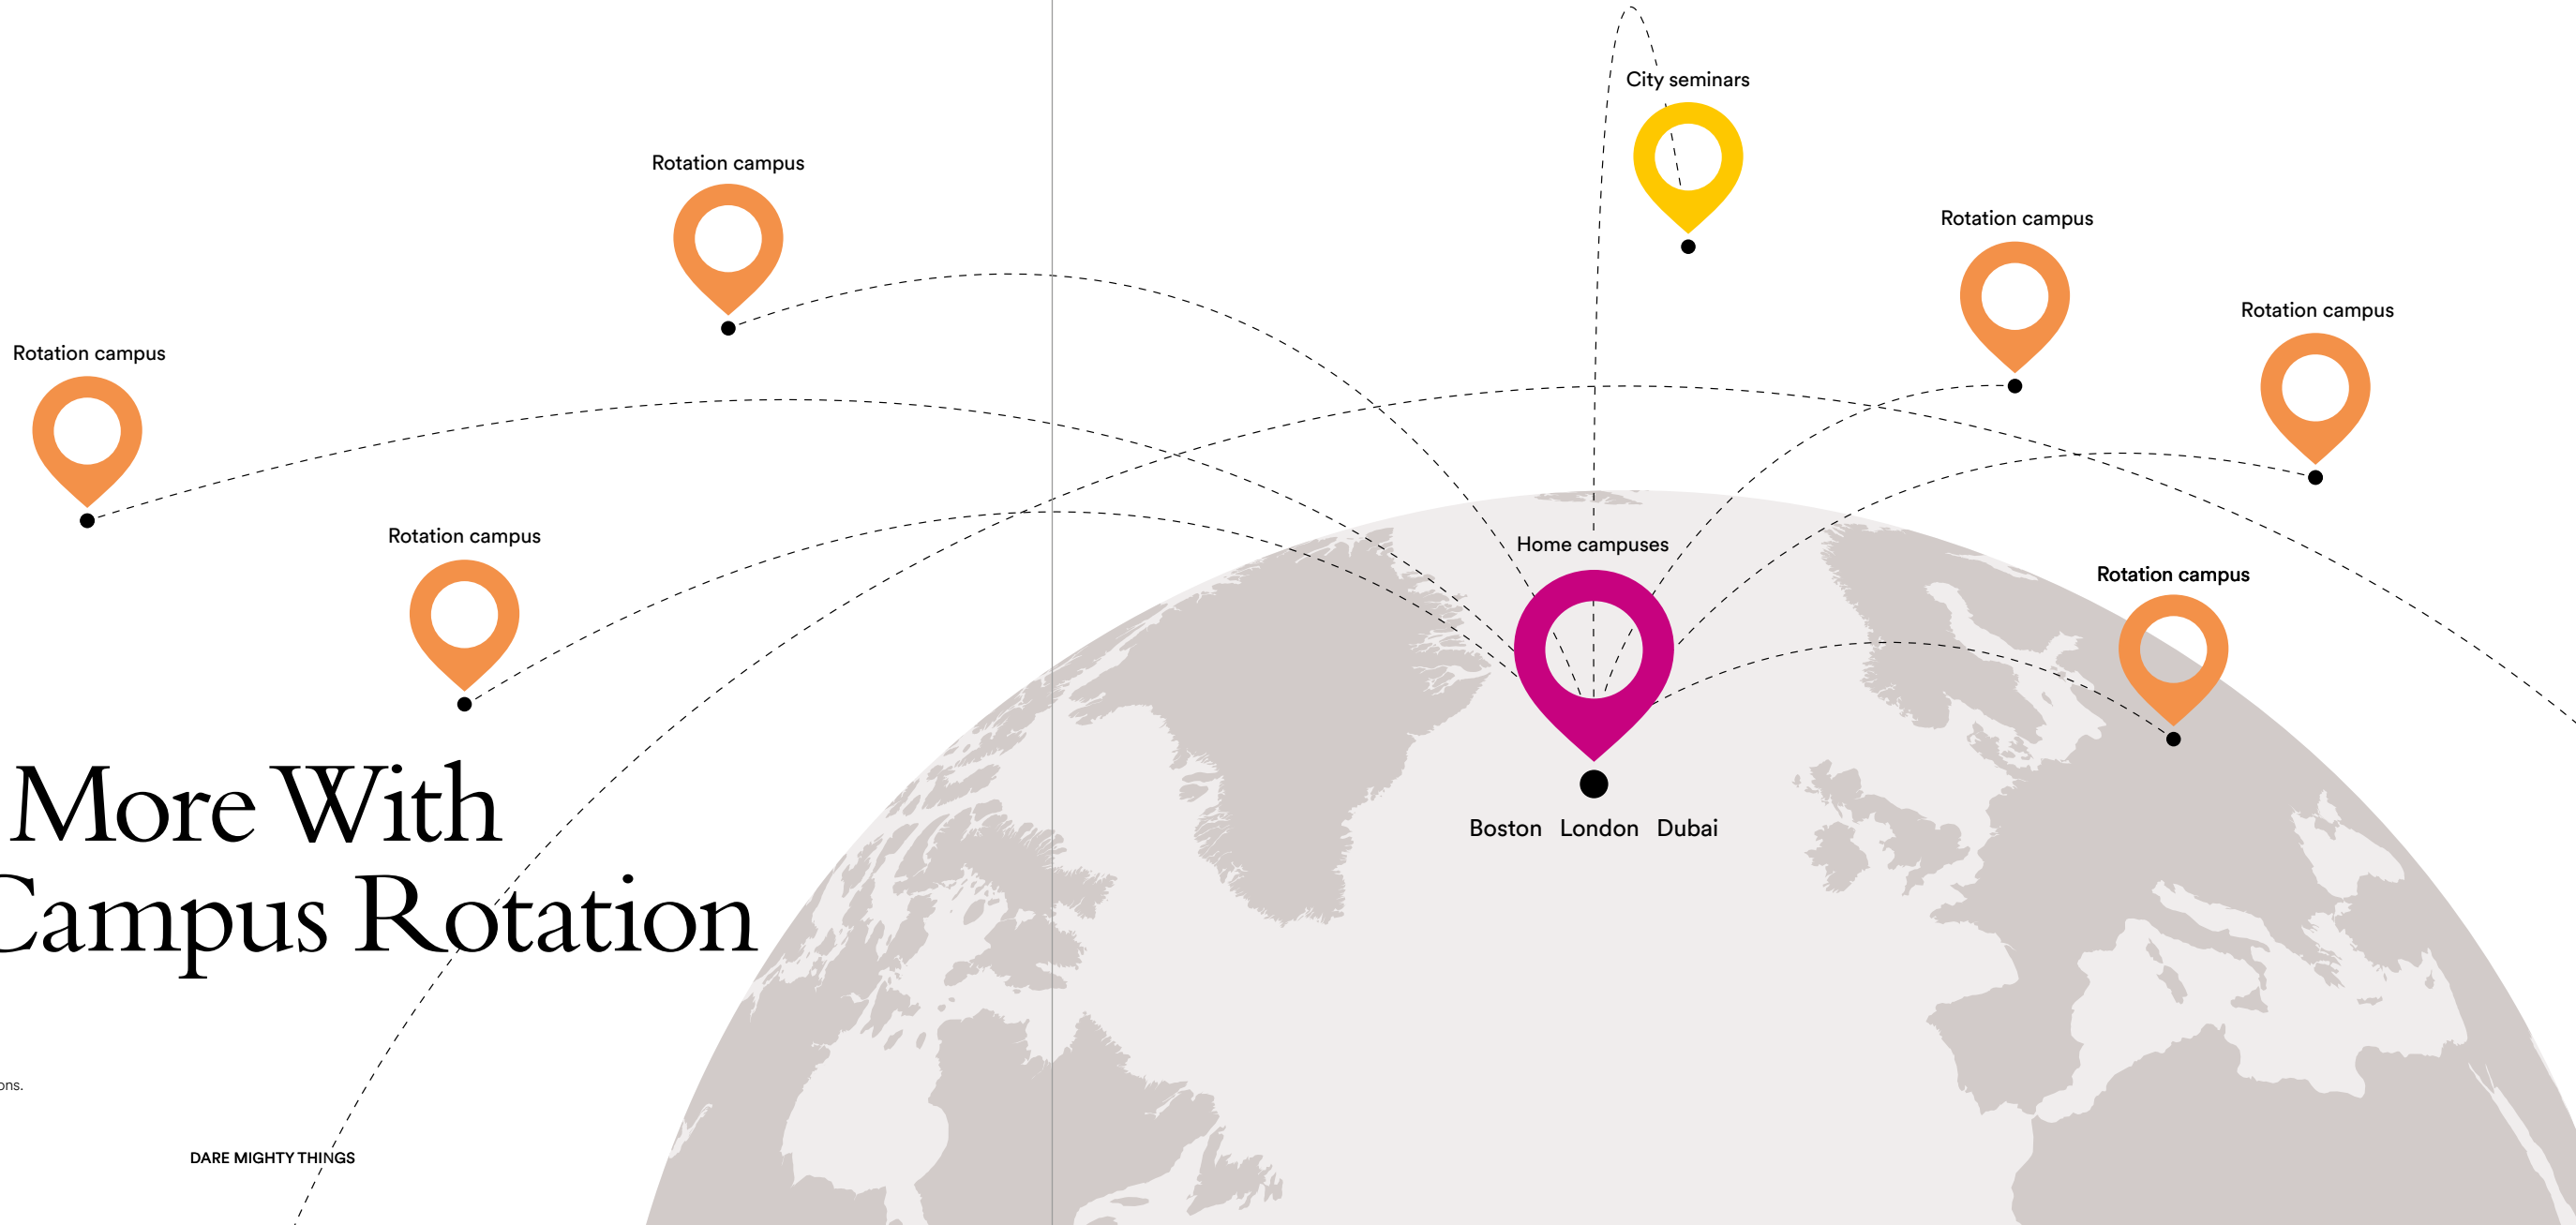 City seminars
Rotation campus
Rotation campus
Rotation campus
Rotation campus
Rotation campus
Home campuses
Rotation campus
Boston London Dubai
More With
Campus Rotation
ons.
DARE MIGHTY THINGS